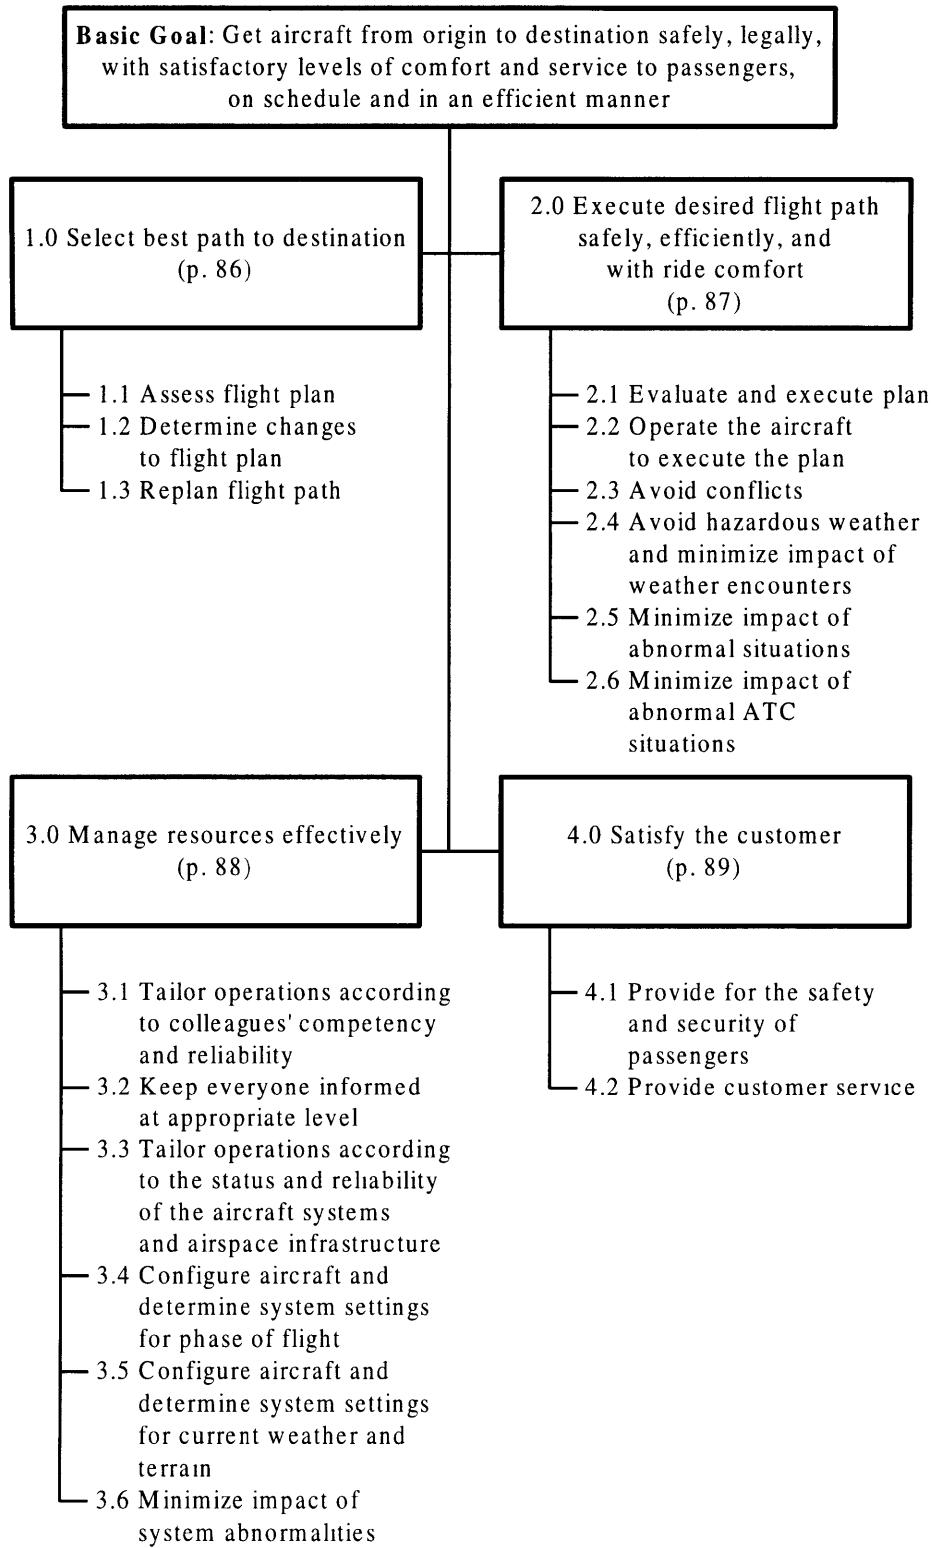 Basic Goal: Get aircraft from origin to destination safely, legally,
with satisfactory levels of comfort and service to passengers,
on schedule and in an efficient manner
1.0 Select best path to destination
(p. 86)
2.0 Execute desired flight path
safely, efficiently, and
with ride comfort
(p. 87)
1.1 Assess flight plan
1.2 Determine changes
to flight plan
1.3 Replan flight path
2.1 Evaluate and execute plan
2.2 Operate the aircraft
to execute the plan
2.3 Avoid conflicts
2.4 Avoid hazardous weather
and minimize impact of
weather encounters
2.5 Minimize impact of
abnormal situations
2.6 Minimize impact of
abnormal ATC
situations
3.0 Manage resources effectively
(p. 88)
4.0 Satisfy the customer
(p. 89)
3.1 Tailor operations according
to colleagues' competency
and reliability
3.2 Keep everyone informed
at appropriate level
3.3 Tailor operations according
to the status and reliability
of the aircraft systems
and airspace infrastructure
3.4 Configure aircraft and
determine system settings
for phase of flight
3.5 Configure aircraft and
determine system settings
for current weather and
terrain
3.6 Minimize impact of
system abnormalities
4.1 Provide for the safety
and security of
passengers
4.2 Provide customer service